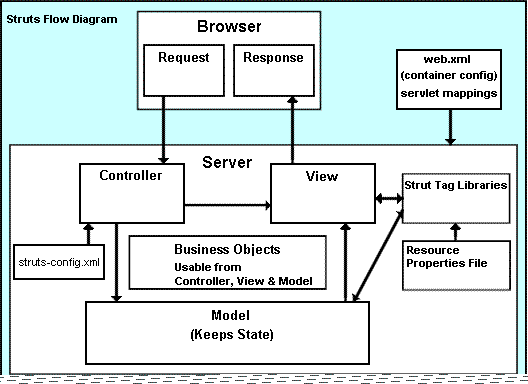 Struts Flow Diagram
Browser
Request
Response
web.xml
(container config)
servlet mappings
Server
Controller
View
Strut Tag Libraries
struts-config.xml
Business Objects
Usable from
Controller, View & Model
Resource
Properties File
Model
(Keeps State)